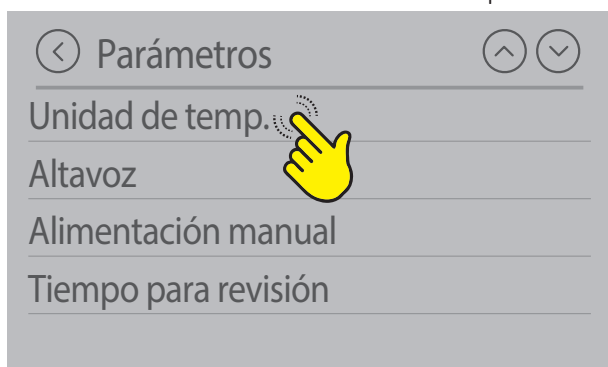 Parámetros
Unidad de temp.
Altavoz
Alimentación manual
Tiempo para revisión